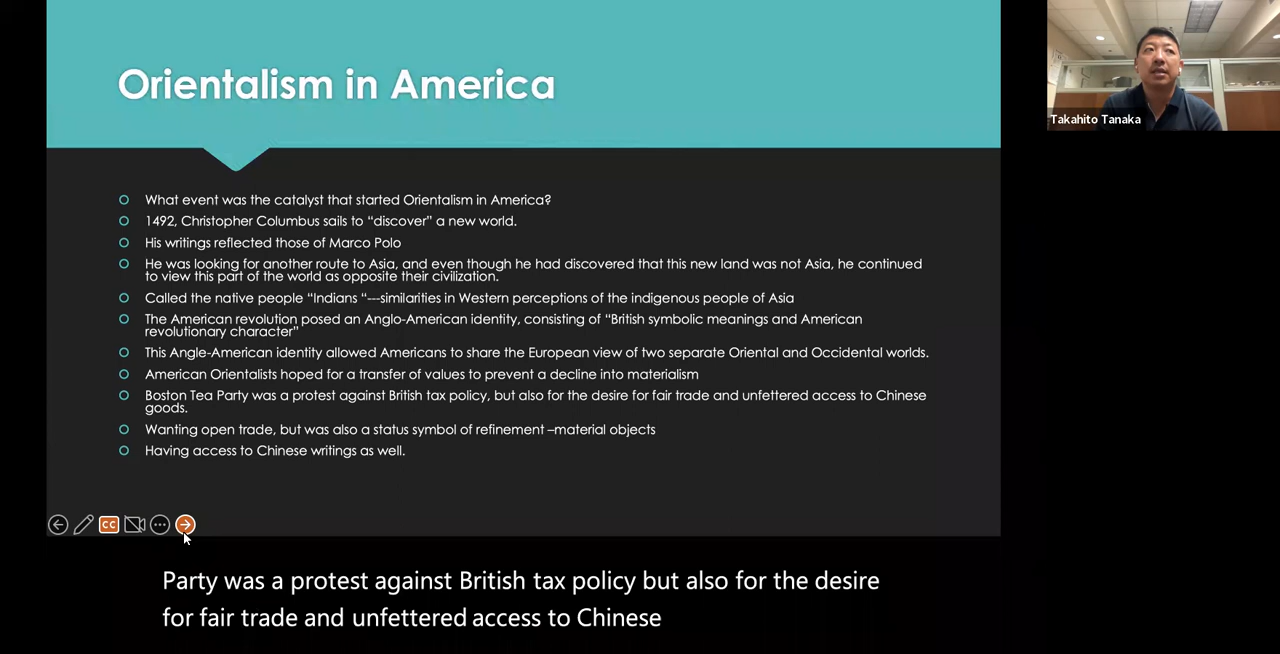 Orientalism in America
What event was the catalyst that started Orientalism in America?
1492, Christopher Columbus sails to “discover” a new world.
His writings reflected those of Marco Polo
He was looking for another route to Asia, and even though he had discovered that this new land was not Asia, he continued
to view this part of the world as opposite their civilization.
Called the native people “Indians “---similarities in Western perceptions of the indigenous people of Asia
The American revolution posed an Anglo-American identity, consisting of “British symbolic meanings and American
revolutionary character”
This Angle-American identity allowed Americans to share the European view of two separate Oriental and Occidental worlds.
American Orientalists hoped for a transfer of values to prevent a decline into materialism
Boston Tea Party was a protest against British tax policy, but also for the desire for fair trade and unfettered access to Chinese
goods.
Wanting open trade, but was also a status symbol of refinement –material objects
Having access to Chinese writings as well.
CC
Party was a protest against British tax policy but also for the desire
for fair trade and unfettered access to Chinese
Takahito Tanaka